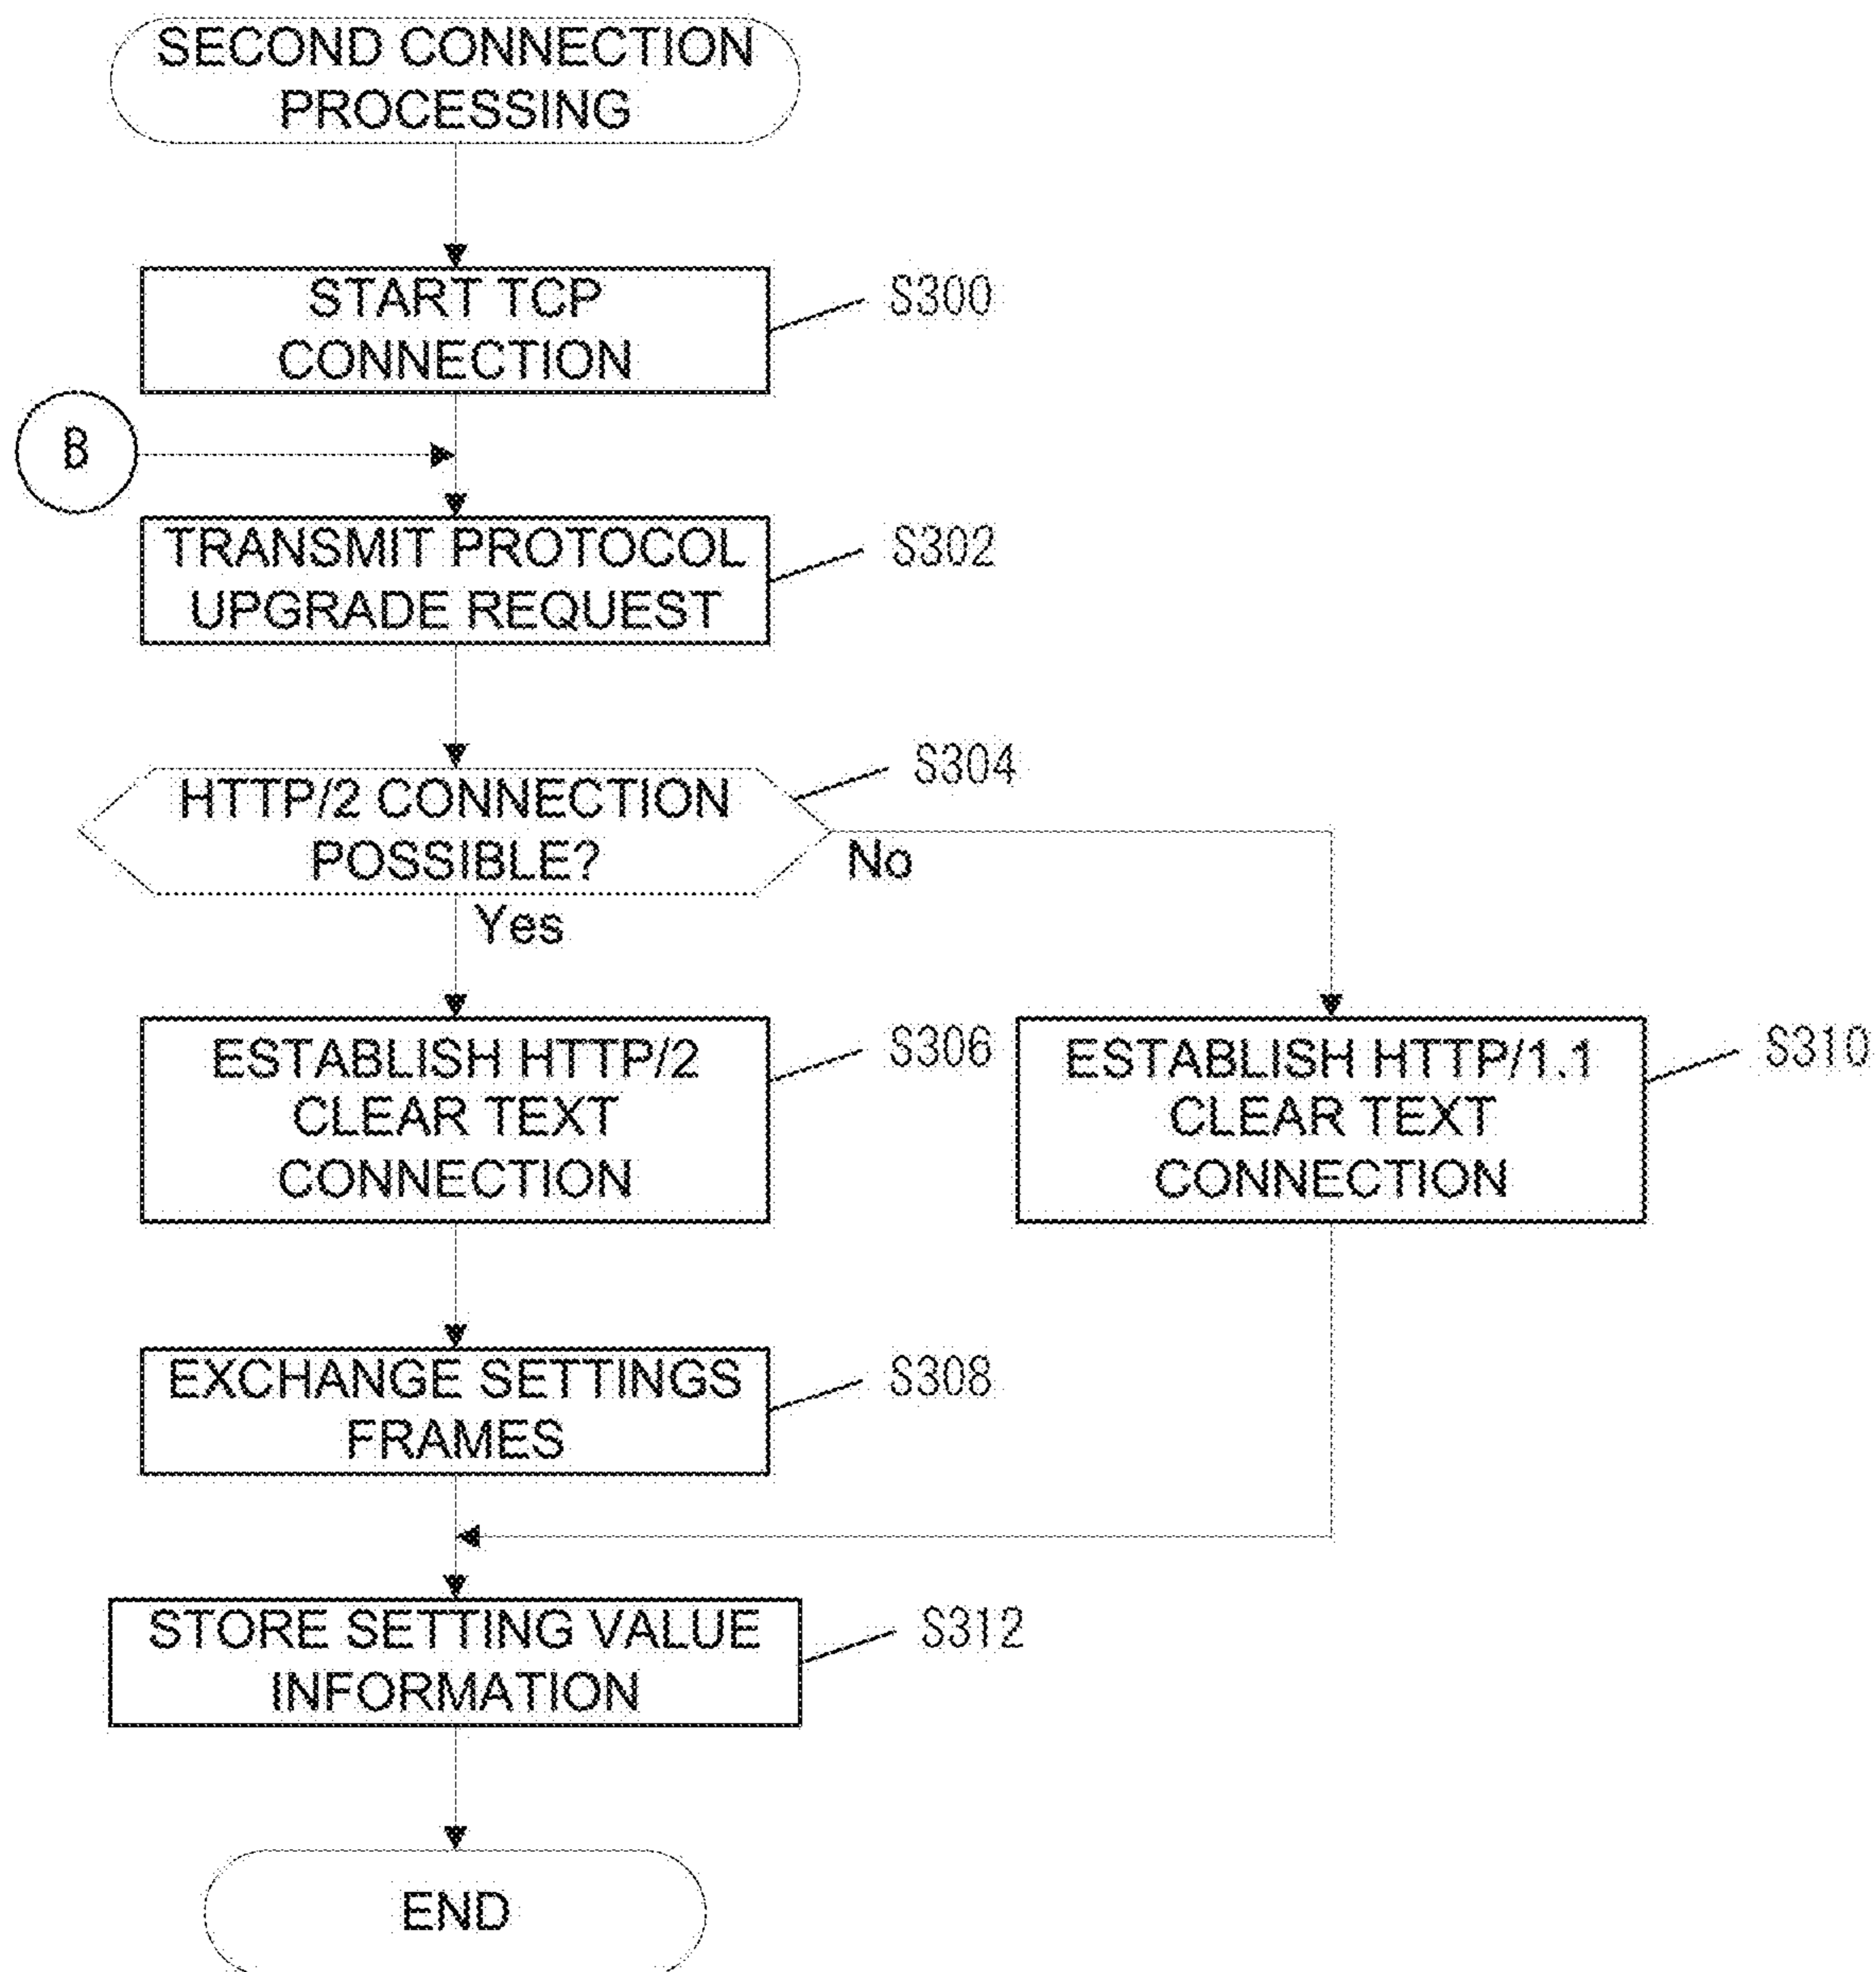 SECOND CONNECTION
PROCESSING
START TCP
CONNECTION
S300
B
TRANSMIT PROTOCOL
UPGRADE REQUEST
S302
HTTP/2 CONNECTION
POSSIBLE?
S304
No
Yes
ESTABLISH HTTP/2
CLEAR TEXT
CONNECTION
S306
ESTABLISH HTTP/1.1
CLEAR TEXT
CONNECTION
S310
EXCHANGE SETTINGS
FRAMES
S308
STORE SETTING VALUE
INFORMATION
S312
END